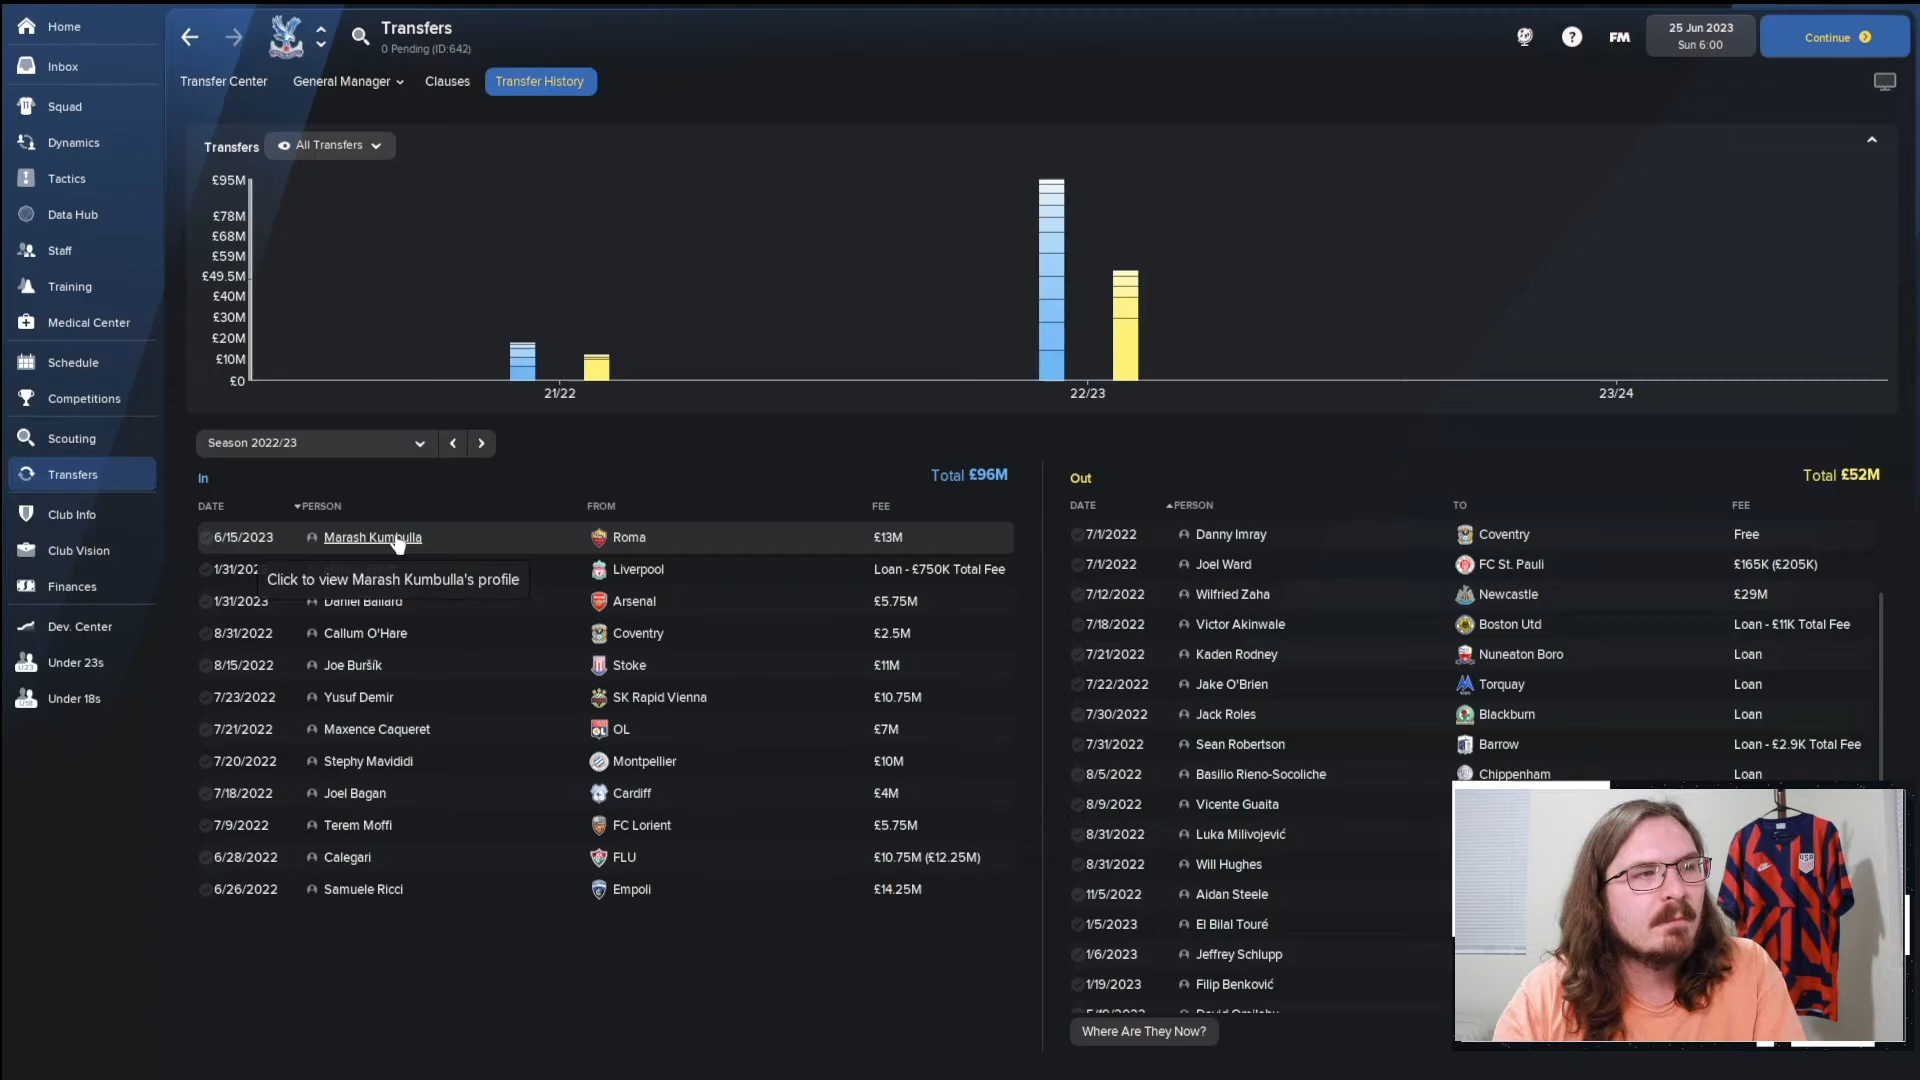 Home
Inbox
Squad
Dynamics
Tactics
Data Hub
Staff
Training
Medical Center
Schedule
Competitions
Scouting
Transfers
Club Info
Club Vision
Finances
Dev. Center
Under 23s
Under 18s
Transfers
0 Pending (ID:642)
FM
25 Jun 2023
Sun 6:00
Continue
Transfer Center General Manager Clauses Transfer History
Transfers All Transfers
£95M
£78M
£68M
£59M
£49.5M
£40M
£30M
£20M
£10M
£0
21/22 22/23 23/24
Season 2022/23
In Total £96M
DATE PERSON FROM FEE
6/15/2023 Marash Kumbulla Roma £13M
Liverpool Loan - £750K Total Fee
Click to view Marash Kumbulla's profile
1/31/2023 Daniel Ballard Arsenal £5.75M
8/31/2022 Callum O'Hare Coventry £2.5M
8/15/2022 Joe Buršík Stoke £11M
7/23/2022 Yusuf Demir SK Rapid Vienna £10.75M
7/21/2022 Maxence Caqueret OL £7M
7/20/2022 Stephy Mavididi Montpellier £10M
7/18/2022 Joel Bagan Cardiff £4M
7/9/2022 Terem Moffi FC Lorient £5.75M
6/28/2022 Calegari FLU £10.75M (£12.25M)
6/26/2022 Samuele Ricci Empoli £14.25M
Out Total £52M
DATE PERSON TO FEE
7/1/2022 Danny Imray Coventry Free
7/1/2022 Joel Ward FC St. Pauli £165K (£205K)
7/12/2022 Wilfried Zaha Newcastle £29M
7/18/2022 Victor Akinwale Boston Utd Loan - £11K Total Fee
7/21/2022 Kaden Rodney Nuneaton Boro Loan
7/22/2022 Jake O'Brien Torquay Loan
7/30/2022 Jack Roles Blackburn Loan
7/31/2022 Sean Robertson Barrow Loan - £2.9K Total Fee
8/5/2022 Basilio Rieno-Socoliche Chippenham Loan
8/9/2022 Vicente Guaita
8/31/2022 Luka Milivojević
8/31/2022 Will Hughes
11/5/2022 Aidan Steele
1/5/2023 El Bilal Touré
1/6/2023 Jeffrey Schlupp
1/19/2023 Filip Benković
Where Are They Now?